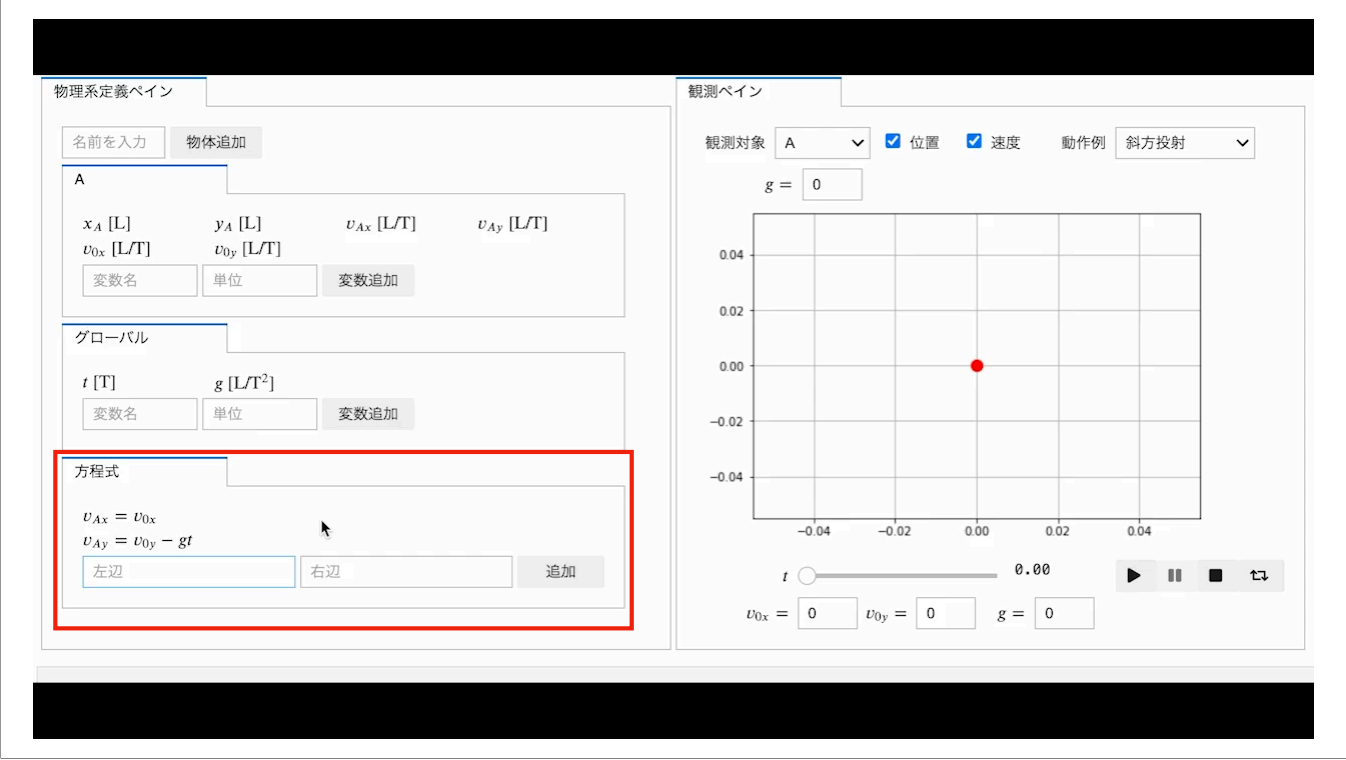 物理系定義ペイン
名前を入力 物体追加
A
x_A [L] y_A [L] v_Ax [L/T] v_Ay [L/T]
v_0x [L/T] v_0y [L/T]
変数名 単位 変数追加
グローバル
t [T] g [L/T²]
変数名 単位 変数追加
方程式
v_Ax = v_0x
v_Ay = v_0y − gt
左辺 右辺 追加
観測ペイン
観測対象 A 位置 速度 動作例 斜方投射
g = 0
0.04
0.02
0.00
−0.02
−0.04
−0.04 −0.02 0.00 0.02 0.04
t 0.00
v_0x = 0 v_0y = 0 g = 0